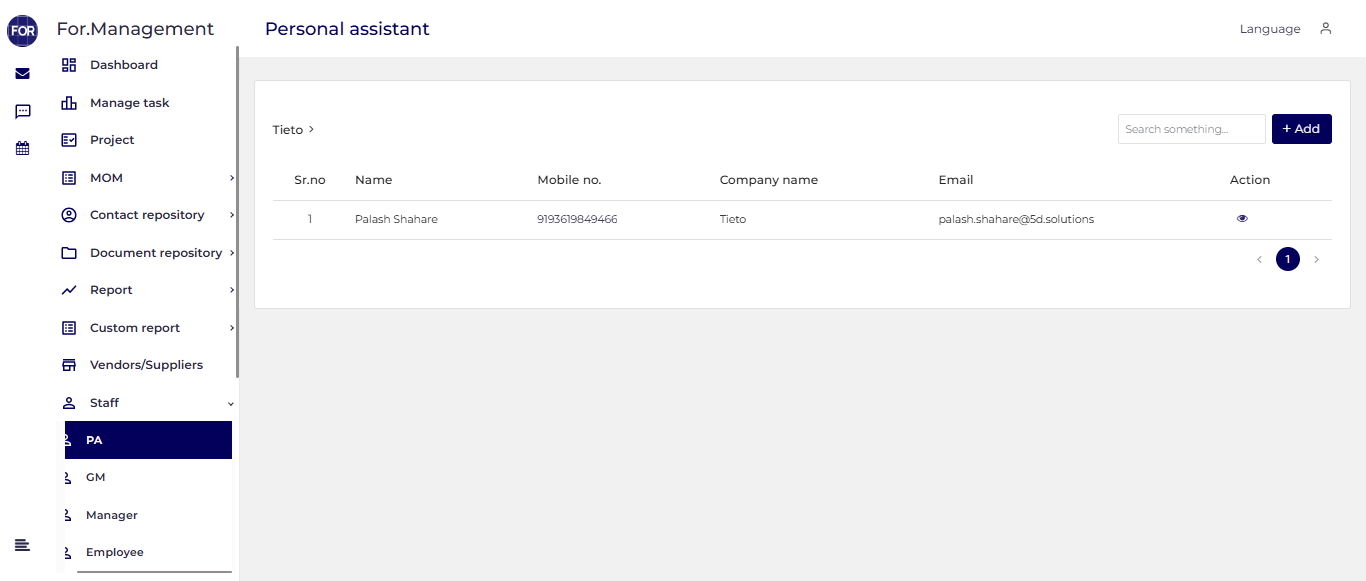 FOR For.Management
Personal assistant
Language
Dashboard
Manage task
Project
MOM
Contact repository
Document repository
Report
Custom report
Vendors/Suppliers
Staff
PA
GM
Manager
Employee
Tieto >
Search something...
+ Add
Sr.no Name Mobile no. Company name Email Action
1 Palash Shahare 9193619849466 Tieto palash.shahare@5d.solutions
< 1 >